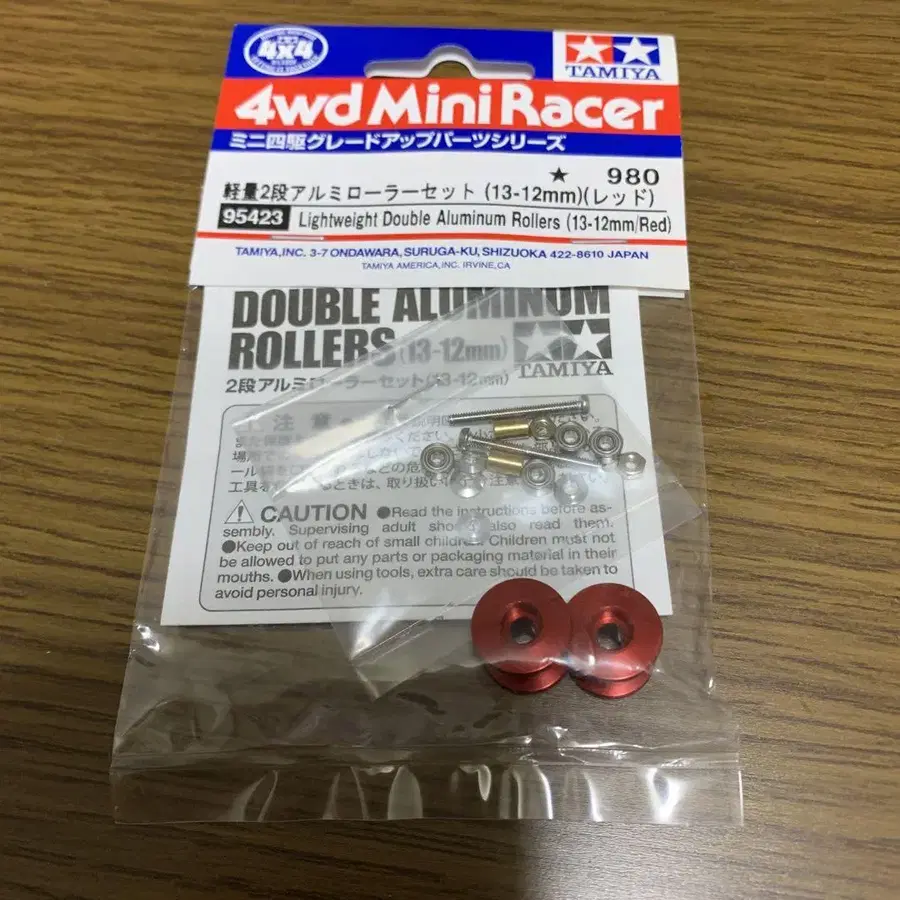 4x4
TAMIYA
4wd Mini Racer
ミニ四駆グレードアップパーツシリーズ
★ 980
軽量2段アルミローラーセット (13-12mm)(レッド)
95423 Lightweight Double Aluminum Rollers (13-12mm/Red)
TAMIYA,INC. 3-7 ONDAWARA, SURUGA-KU, SHIZUOKA 422-8610 JAPAN
TAMIYA AMERICA,INC. IRVINE,CA
DOUBLE ALUMINUM
ROLLERS (13-12mm)
TAMIYA
2段アルミローラーセット(13-12mm)
注意
CAUTION ●Read the instructions before as-
sembly. Supervising adult should also read them.
●Keep out of reach of small children. Children must not
be allowed to put any parts or packaging material in their
mouths. ●When using tools, extra care should be taken to
avoid personal injury.